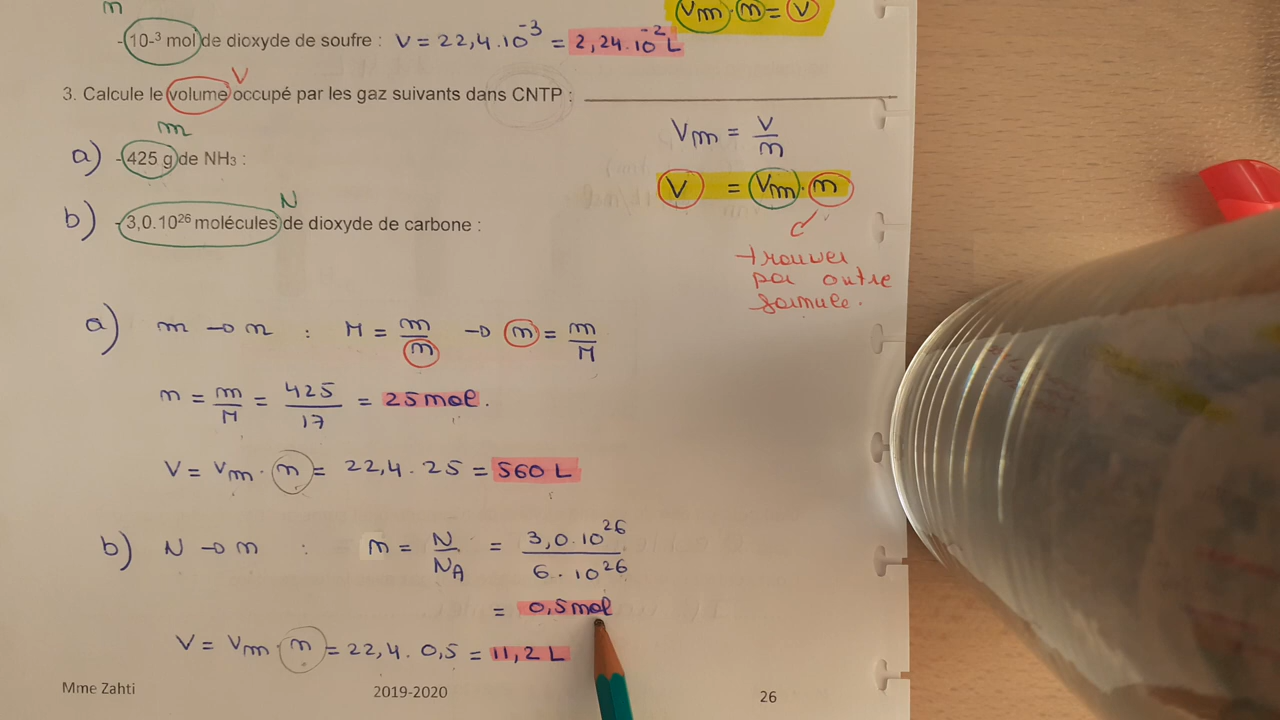 Vm · n = V
n
- 10-³ mol de dioxyde de soufre : V = 22,4.10⁻³ = 2,24.10⁻² L
V
3. Calcule le volume occupé par les gaz suivants dans CNTP :
m
a) - 425 g de NH₃ :
Vm = V/n
V = Vm · n
N
b) - 3,0.10²⁶ molécules de dioxyde de carbone :
trouver
par autre
formule.
a) m → n : M = m/n → n = m/M
n = m/M = 425/17 = 25 mol.
V = Vm · n = 22,4 . 25 = 560 L
b) N → n : n = N/NA = 3,0.10²⁶/6.10²⁶
= 0,5 mol
V = Vm · n = 22,4 . 0,5 = 11,2 L
Mme Zahti 2019-2020 26